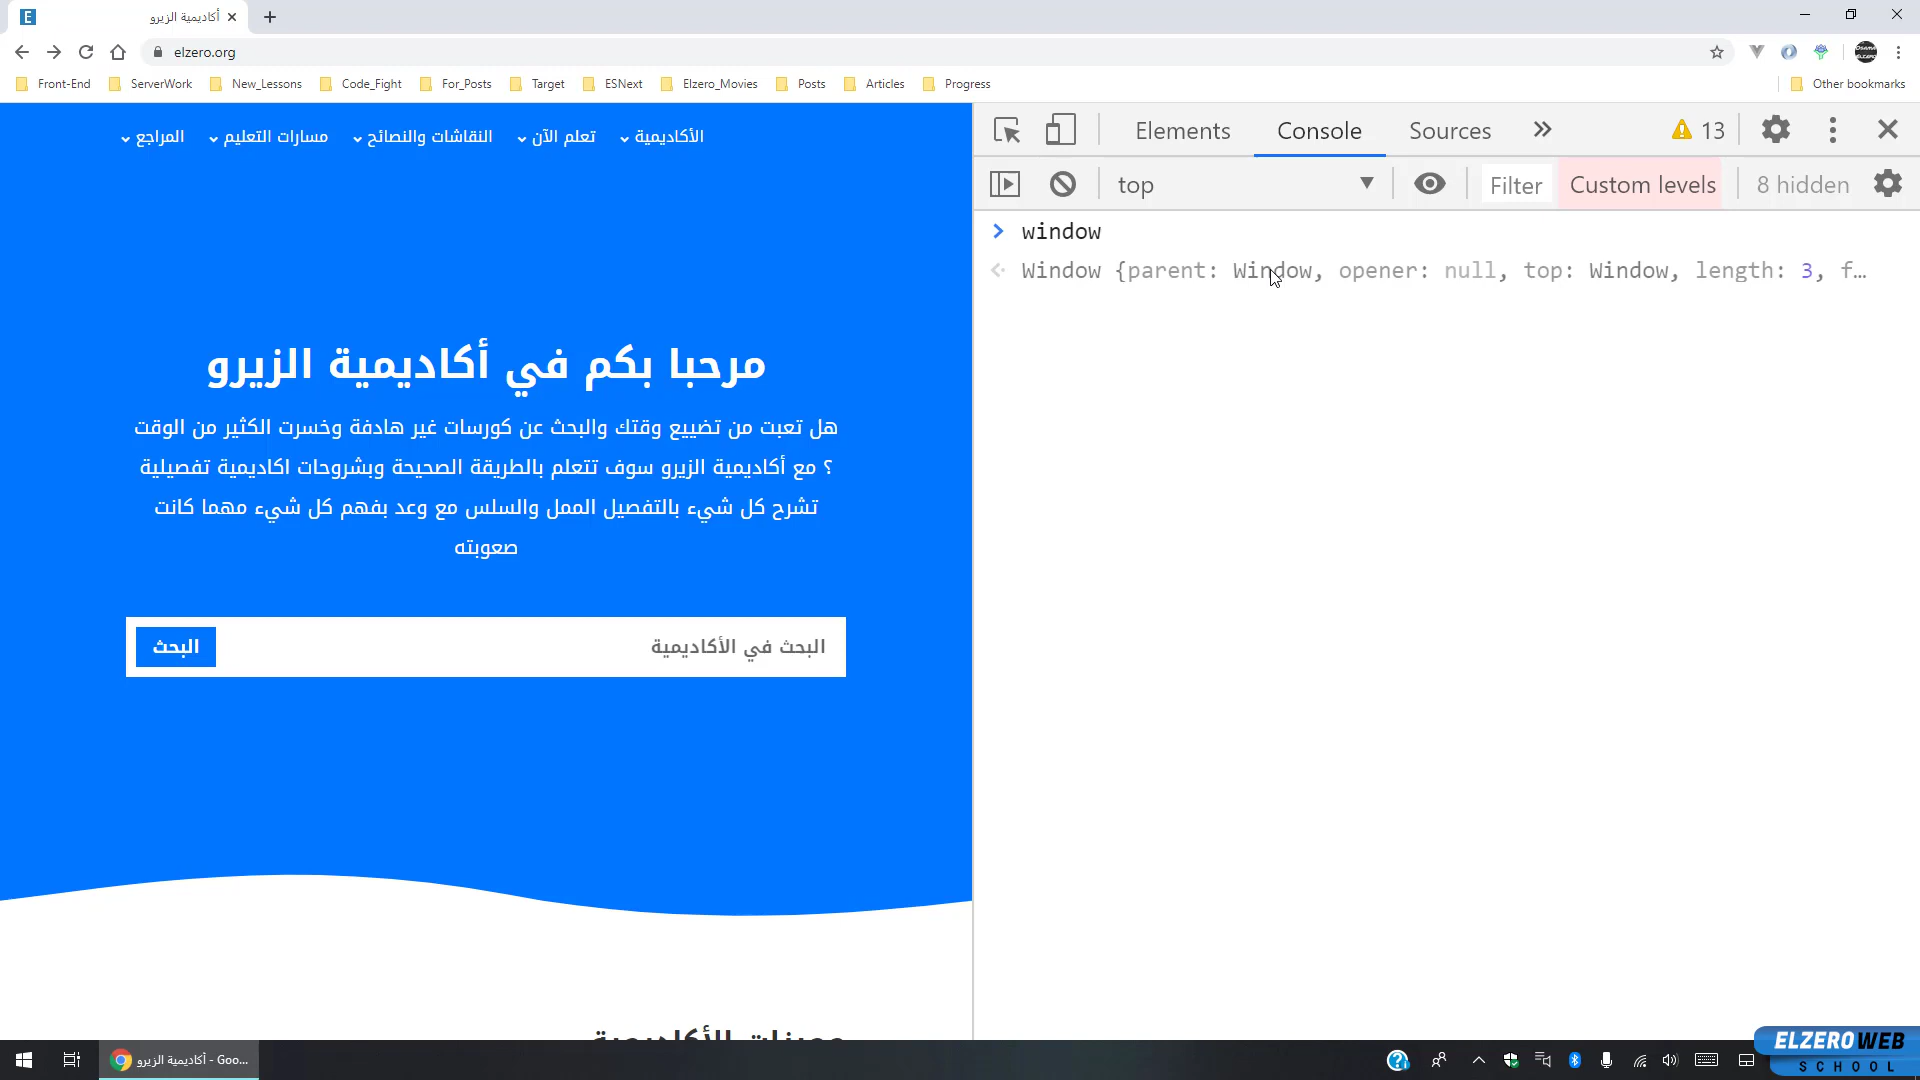 أكاديمية الزيرو
elzero.org
Front-End ServerWork New_Lessons Code_Fight For_Posts Target ESNext Elzero_Movies Posts Articles Progress Other bookmarks
الأكاديمية تعلم الآن النقاشات والنصائح مسارات التعليم المراجع
مرحبا بكم في أكاديمية الزيرو
هل تعبت من تضييع وقتك والبحث عن كورسات غير هادفة وخسرت الكثير من الوقت
؟ مع أكاديمية الزيرو سوف تتعلم بالطريقة الصحيحة وبشروحات اكاديمية تفصيلية
تشرح كل شيء بالتفصيل الممل والسلس مع وعد بفهم كل شيء مهما كانت
صعوبته
البحث في الأكاديمية
البحث
Elements Console Sources 13
top Filter Custom levels 8 hidden
window
Window {parent: Window, opener: null, top: Window, length: 3, f…
أكاديمية الزيرو - Goo...
ELZERO WEB
SCHOOL